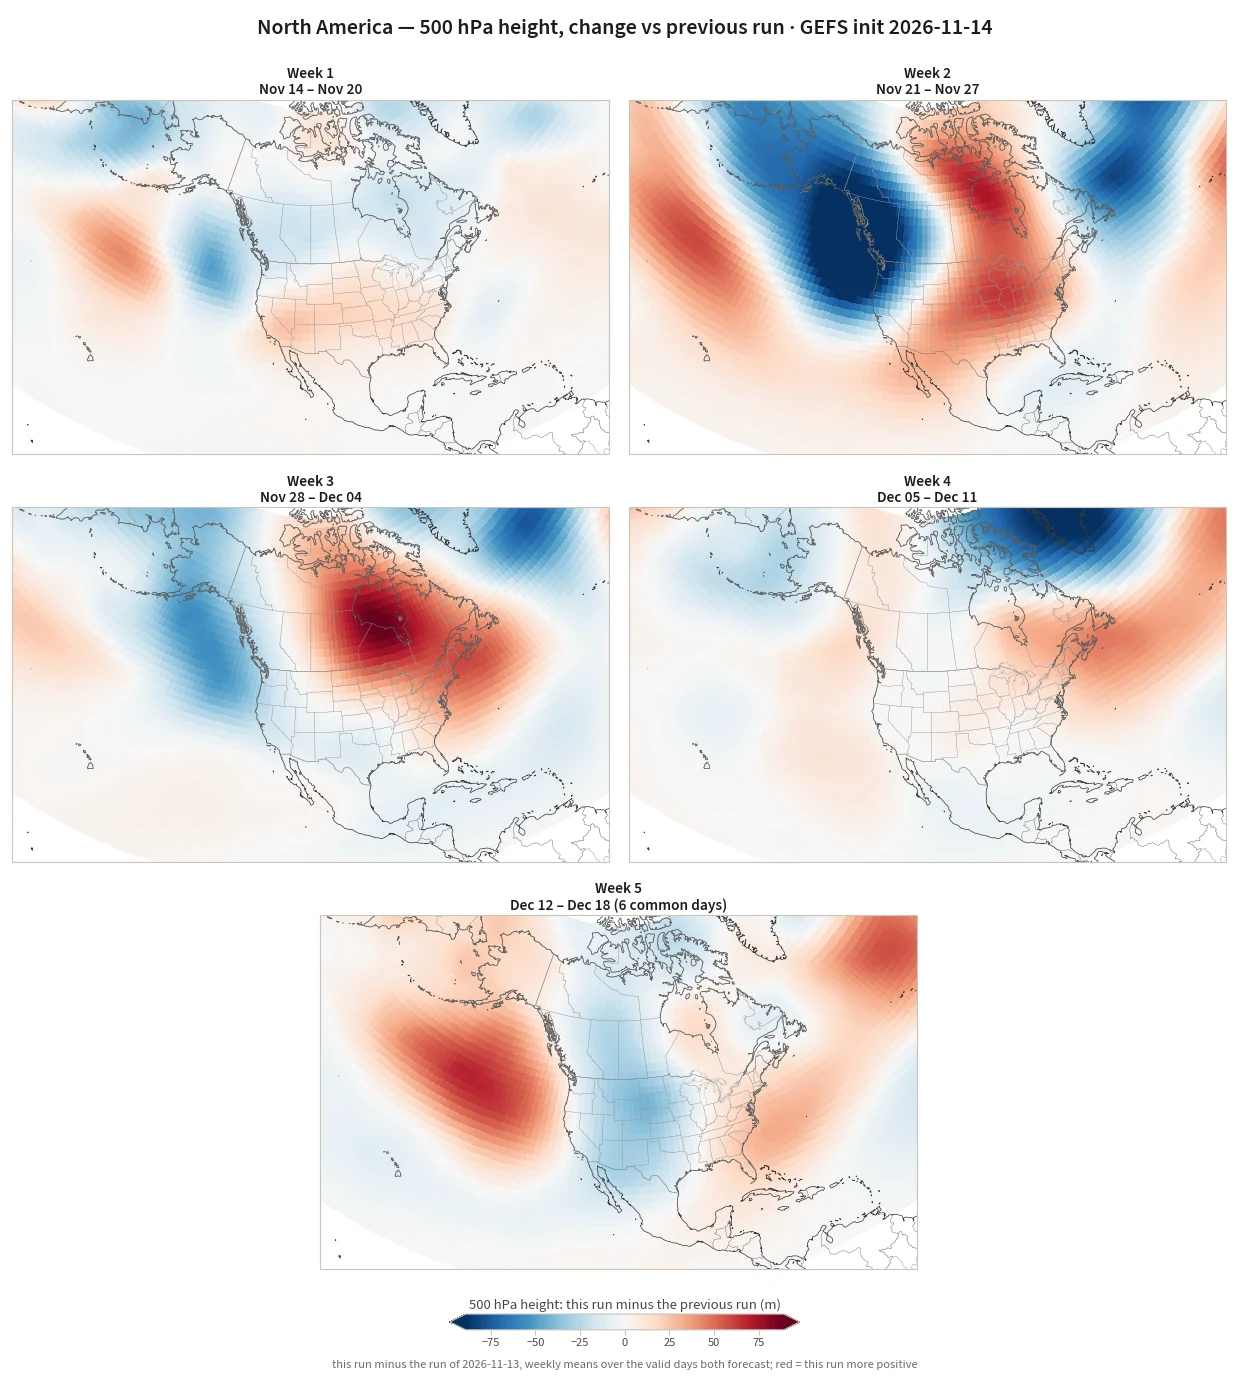 North America — 500 hPa height, change vs previous run · GEFS init 2026-11-14
Week 1
Nov 14 – Nov 20
Week 2
Nov 21 – Nov 27
Week 3
Nov 28 – Dec 04
Week 4
Dec 05 – Dec 11
Week 5
Dec 12 – Dec 18 (6 common days)
500 hPa height: this run minus the previous run (m)
−75 −50 −25 0 25 50 75
this run minus the run of 2026-11-13, weekly means over the valid days both forecast; red = this run more positive